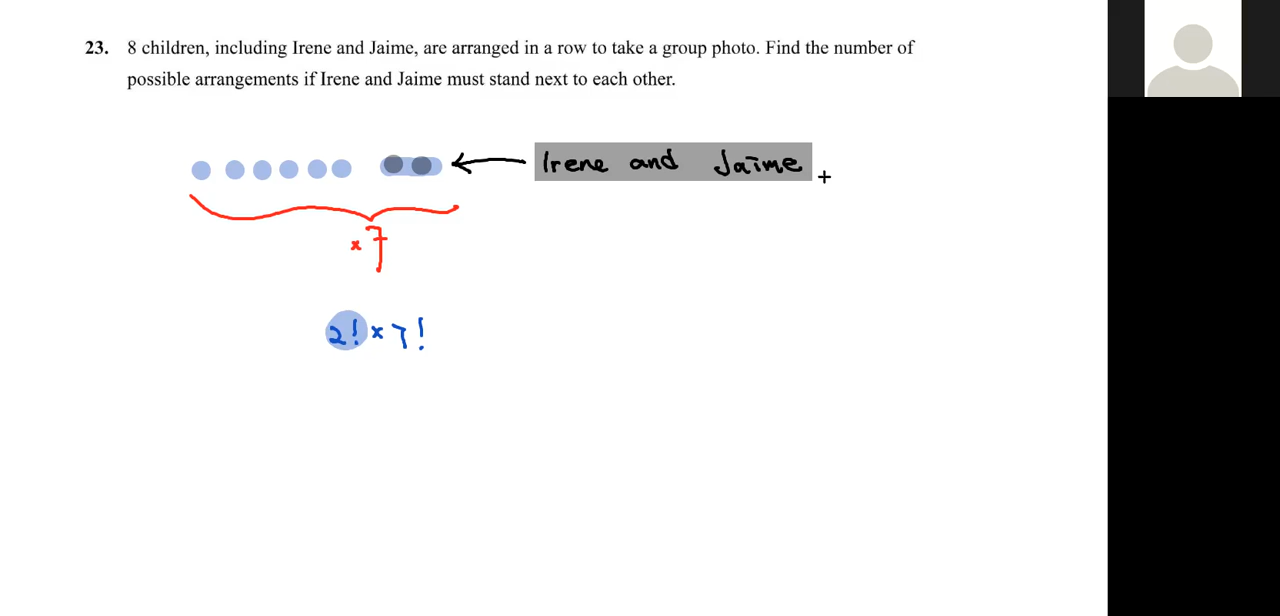 23. 8 children, including Irene and Jaime, are arranged in a row to take a group photo. Find the number of
possible arrangements if Irene and Jaime must stand next to each other.
Irene and Jaime
× 7
2! × 7!